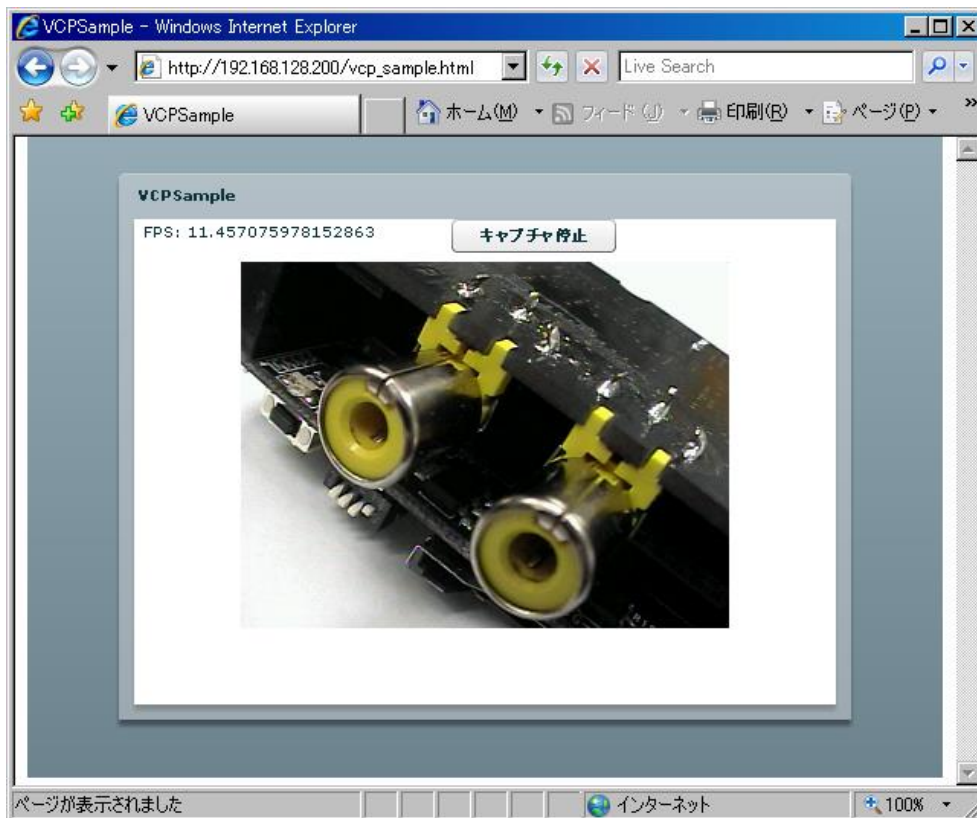 VCPSample - Windows Internet Explorer
http://192.168.128.200/vcp_sample.html
Live Search
VCPSample
ホーム(M)
フィード(J)
印刷(R)
ページ(P)
»
VCPSample
FPS: 11.457075978152863
キャプチャ停止
ページが表示されました
インターネット
100%